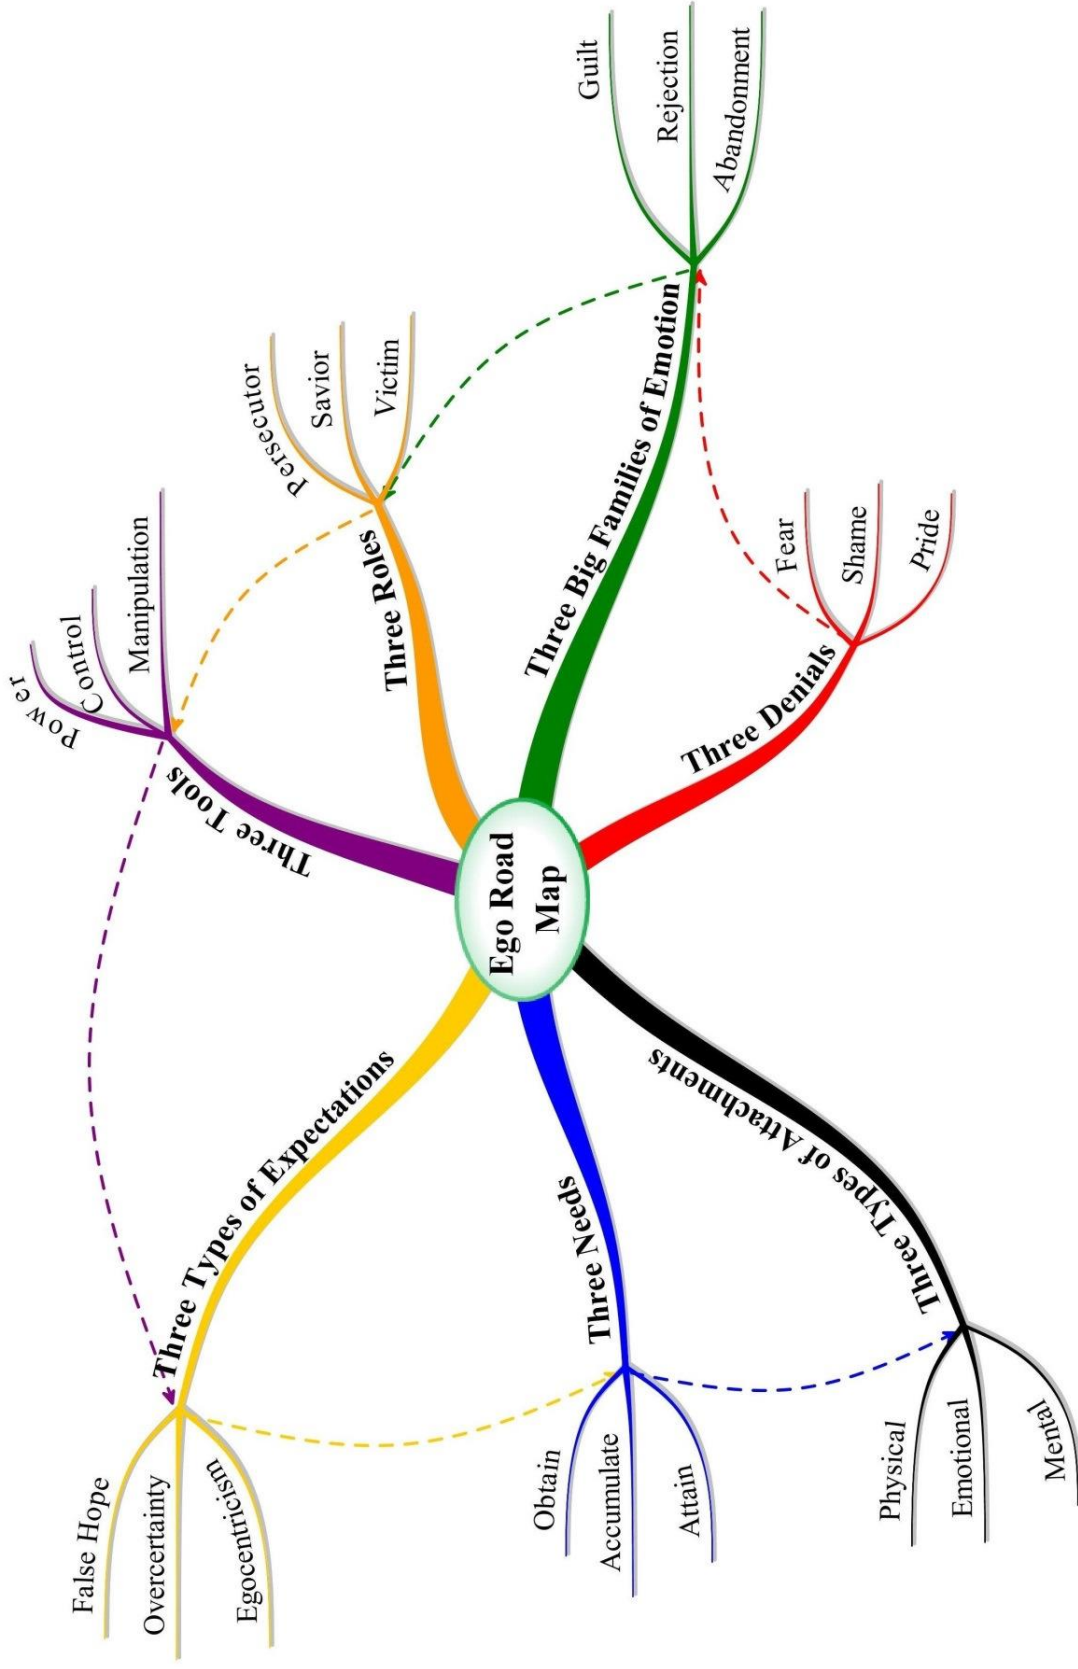 Ego Road
Map
Three Denials
Fear
Shame
Pride
Three Big Families of Emotion
Guilt
Rejection
Abandonment
Three Roles
Persecutor
Savior
Victim
Three Tools
Power
Control
Manipulation
Three Types of Expectations
False Hope
Overcertainty
Egocentricism
Three Needs
Obtain
Accumulate
Attain
Three Types of Attachments
Physical
Emotional
Mental